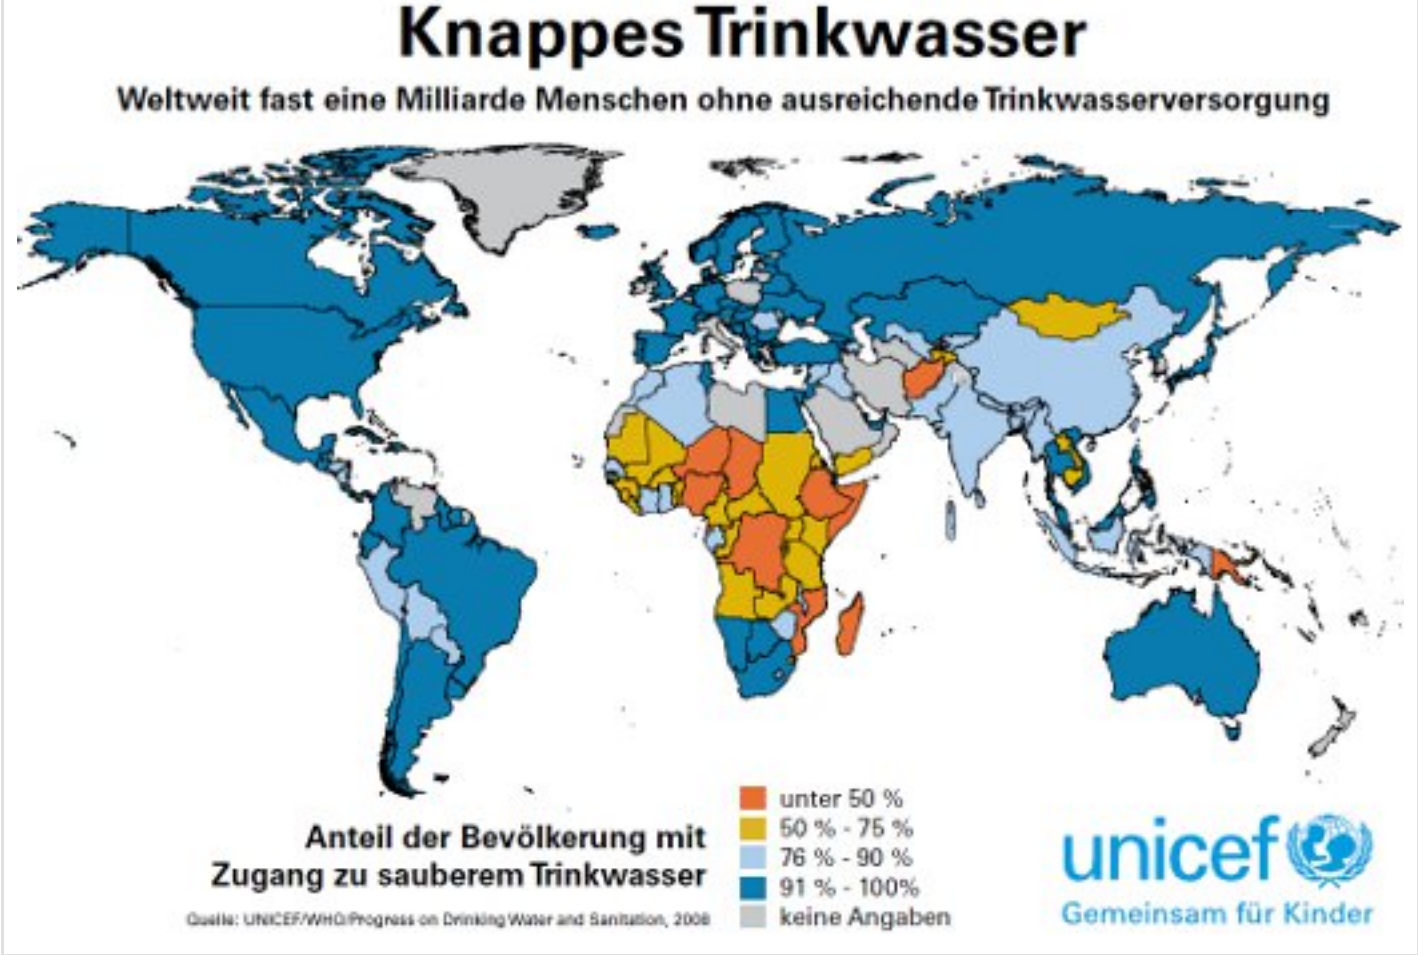 Knappes Trinkwasser
Weltweit fast eine Milliarde Menschen ohne ausreichende Trinkwasserversorgung
unter 50 %
50 % - 75 %
76 % - 90 %
91 % - 100%
keine Angaben
Anteil der Bevölkerung mit
Zugang zu sauberem Trinkwasser
Quelle: UNICEF/WHO/Progress on Drinking Water and Sanitation, 2008
unicef
Gemeinsam für Kinder